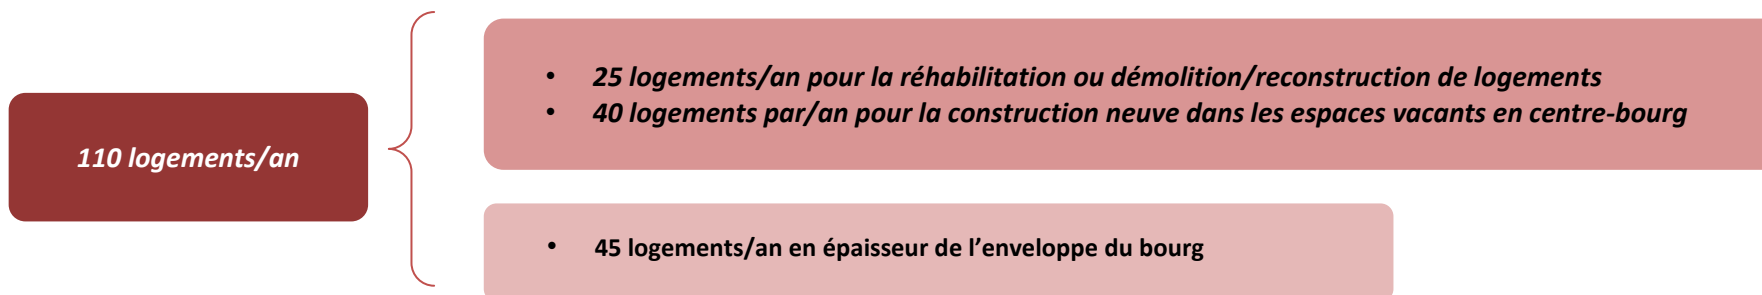 110 logements/an
• 25 logements/an pour la réhabilitation ou démolition/reconstruction de logements
• 40 logements par/an pour la construction neuve dans les espaces vacants en centre-bourg
• 45 logements/an en épaisseur de l’enveloppe du bourg